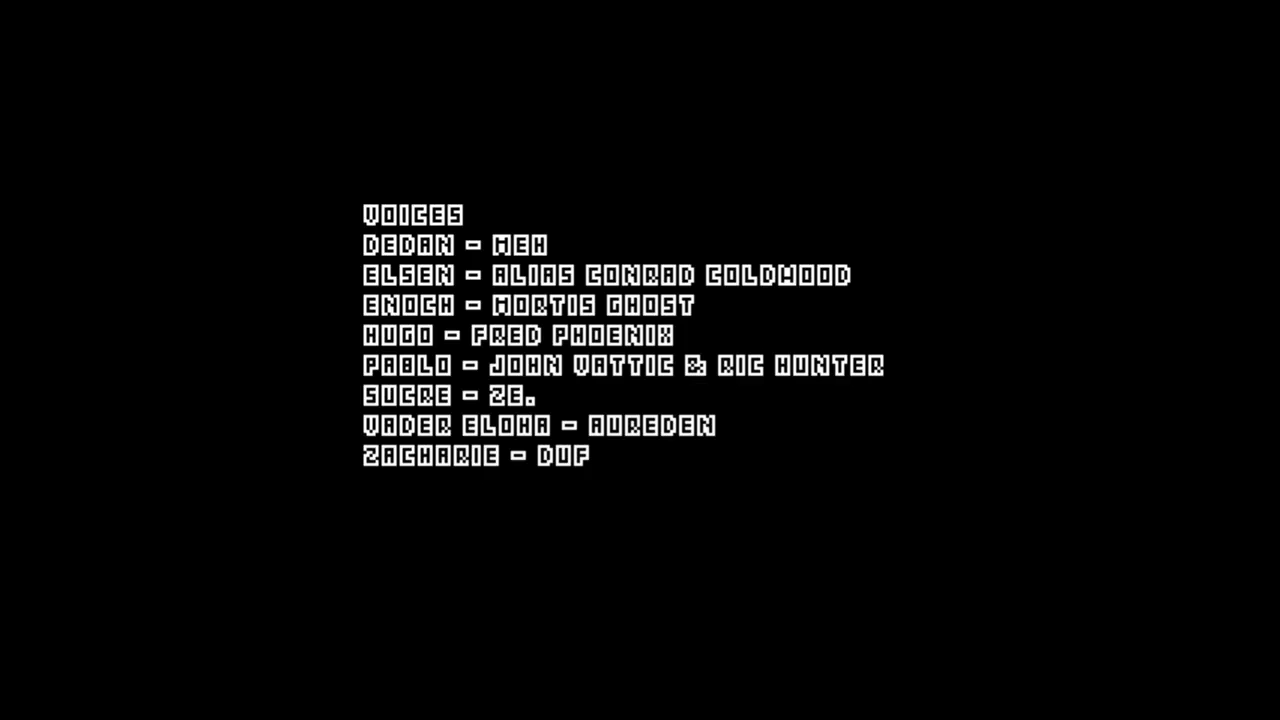 VOICES
DEDAN - MEH
ELSEN - ALIAS CONRAD COLDWOOD
ENOCH - MORTIS GHOST
HUGO - FRED PHOENIX
PABLO - JOHN VATTIC & RIC HUNTER
SUCRE - ZE.
VADER ELOHA - AUREDEN
ZACHARIE - DUF